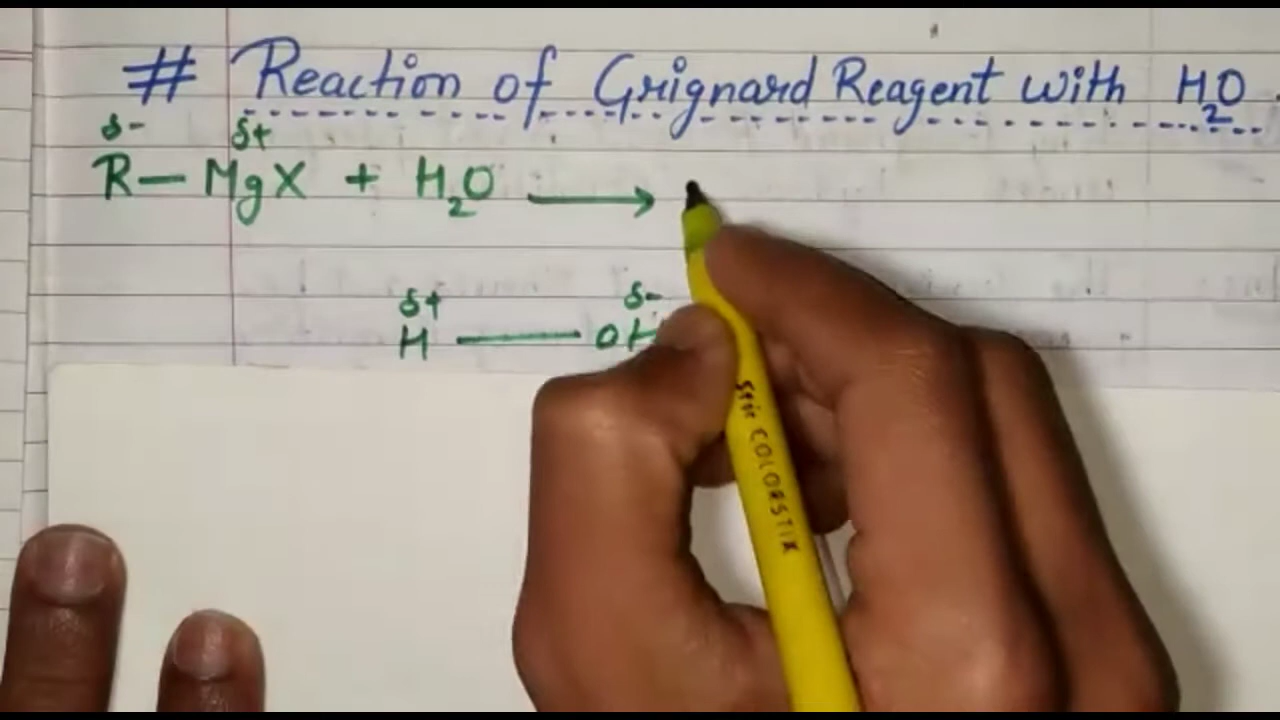 # Reaction of Grignard Reagent with H₂O.
δ- δ+
R — MgX + H₂O ⟶
δ+ δ-
H — OH
Stic COLORSTIX